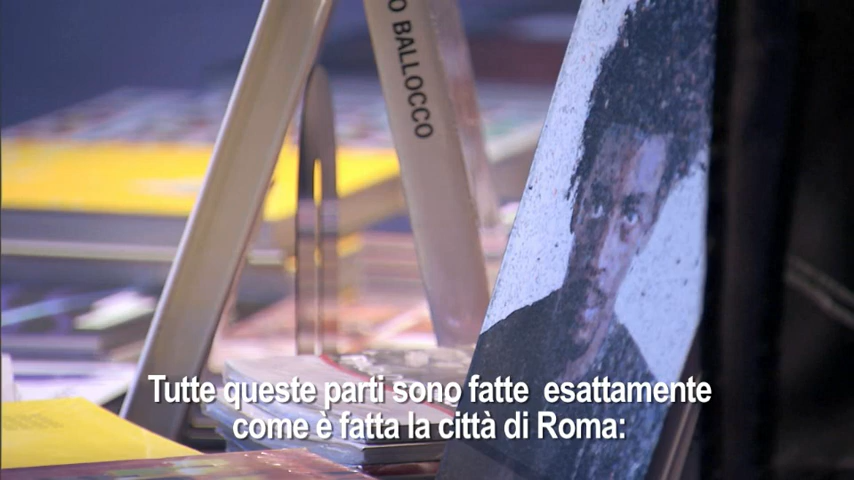 O BALLOCCO
Tutte queste parti sono fatte  esattamente
come è fatta la città di Roma: